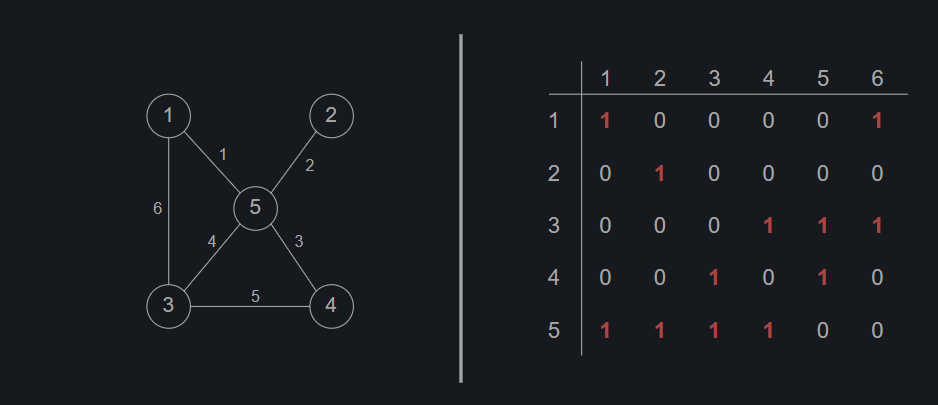 1 2
1 2
5
6
4 3
3 5 4
1 2 3 4 5 6
1 1 0 0 0 0 1
2 0 1 0 0 0 0
3 0 0 0 1 1 1
4 0 0 1 0 1 0
5 1 1 1 1 0 0